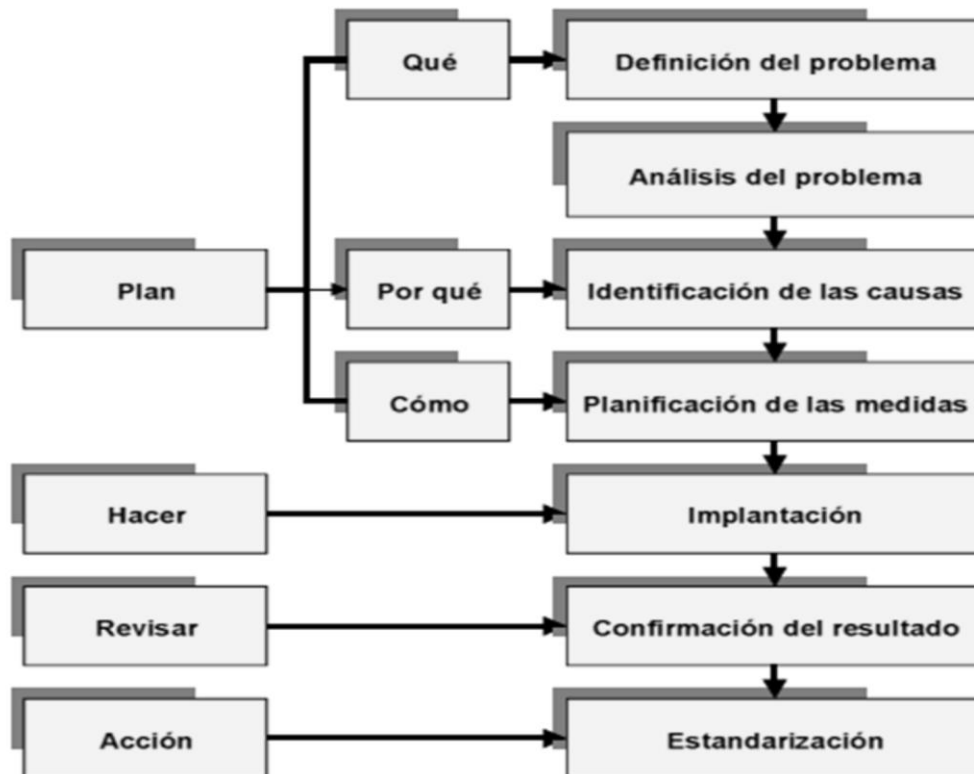 Qué
Definición del problema
Análisis del problema
Plan
Por qué
Identificación de las causas
Cómo
Planificación de las medidas
Hacer
Implantación
Revisar
Confirmación del resultado
Acción
Estandarización